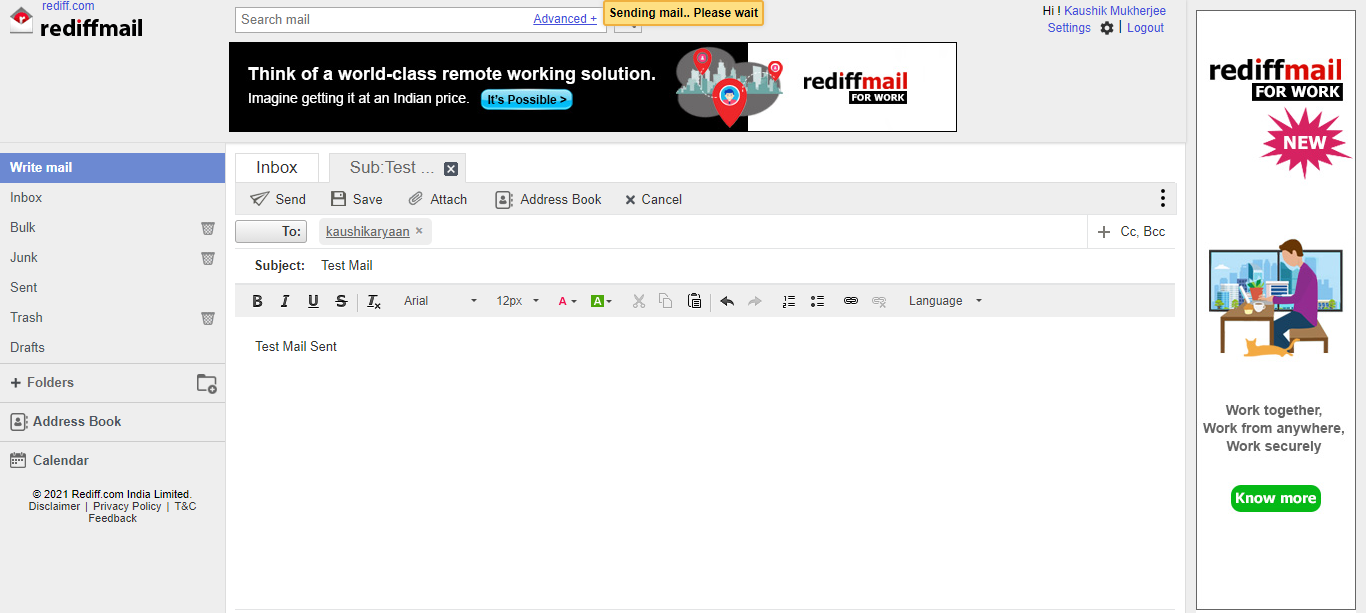 rediff.com
rediffmail
Search mail
Advanced +
Sending mail.. Please wait
Hi ! Kaushik Mukherjee
Settings | Logout
Think of a world-class remote working solution.
Imagine getting it at an Indian price. It's Possible >
rediffmail
FOR WORK
Write mail
Inbox
Bulk
Junk
Sent
Trash
Drafts
+ Folders
Address Book
Calendar
© 2021 Rediff.com India Limited.
Disclaimer | Privacy Policy | T&C
Feedback
Inbox
Sub:Test ...
Send Save Attach Address Book Cancel
To: kaushikaryaan × + Cc, Bcc
Subject: Test Mail
B I U S Tx Arial 12px A A Language
Test Mail Sent
rediffmail
FOR WORK
NEW
Work together,
Work from anywhere,
Work securely
Know more